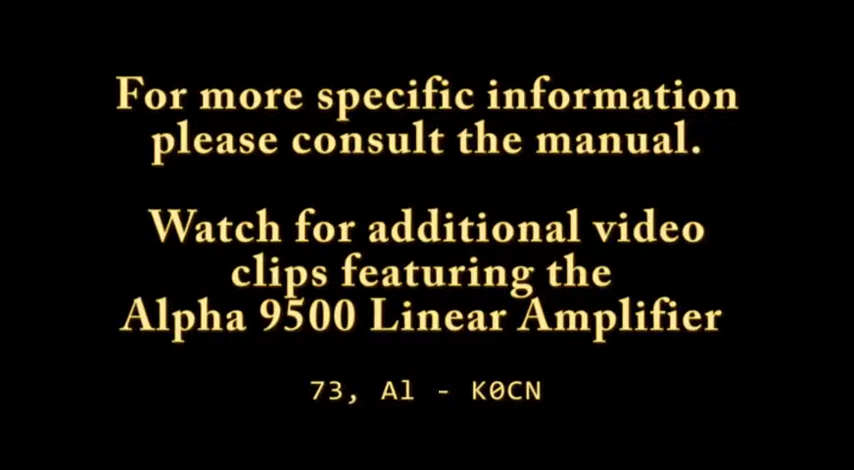 For more specific information
please consult the manual.
Watch for additional video
clips featuring the
Alpha 9500 Linear Amplifier
73, Al - K0CN